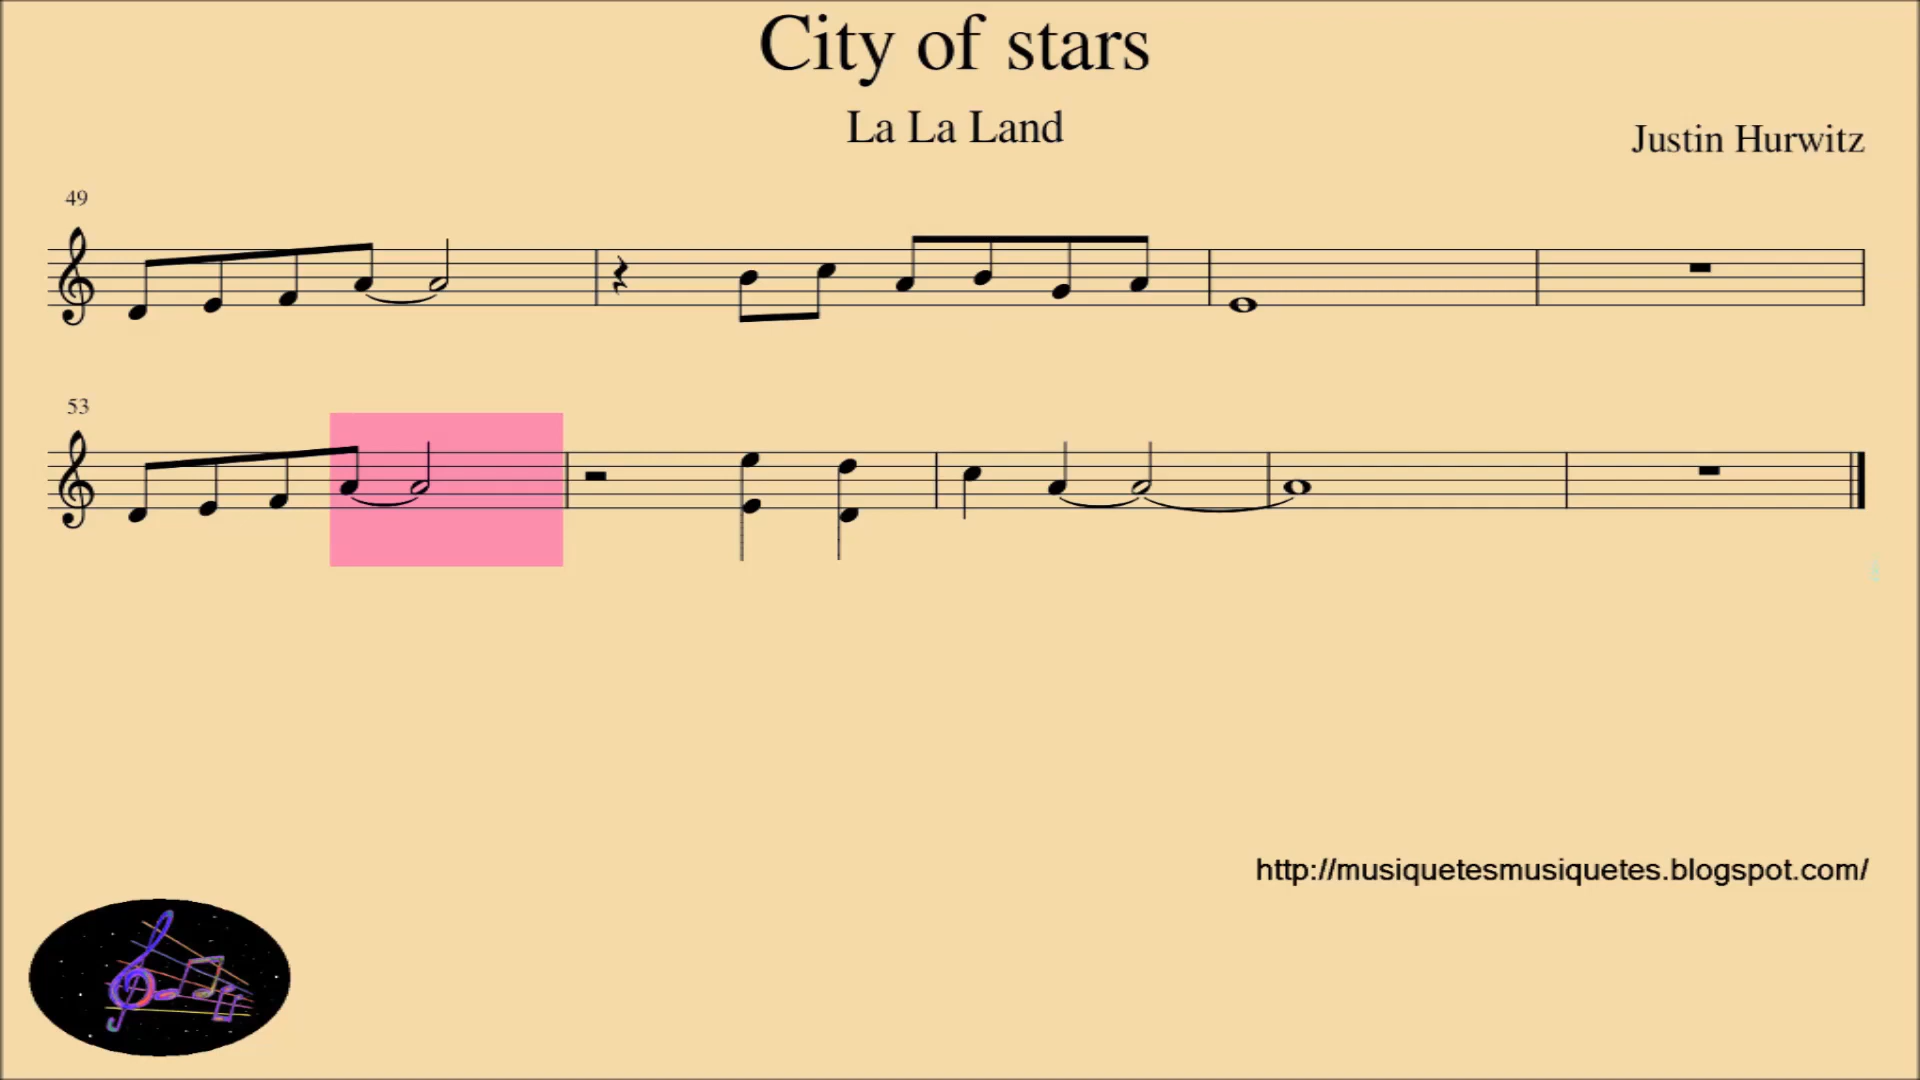 City of stars
La La Land
Justin Hurwitz
49
53
http://musiquetesmusiquetes.blogspot.com/